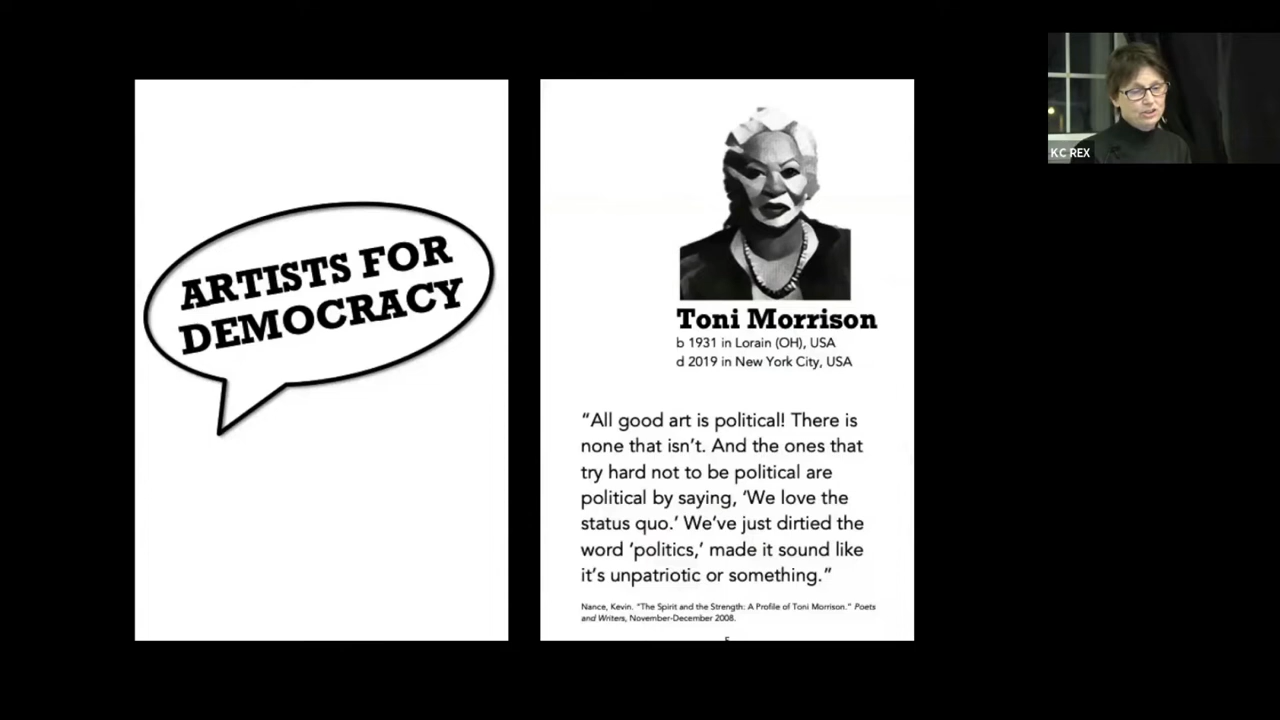 ARTISTS FOR
DEMOCRACY
Toni Morrison
b 1931 in Lorain (OH), USA
d 2019 in New York City, USA
“All good art is political! There is
none that isn’t. And the ones that
try hard not to be political are
political by saying, ‘We love the
status quo.’ We’ve just dirtied the
word ‘politics,’ made it sound like
it’s unpatriotic or something.”
Nance, Kevin. “The Spirit and the Strength: A Profile of Toni Morrison.” Poets
and Writers, November-December 2008.
KC REX